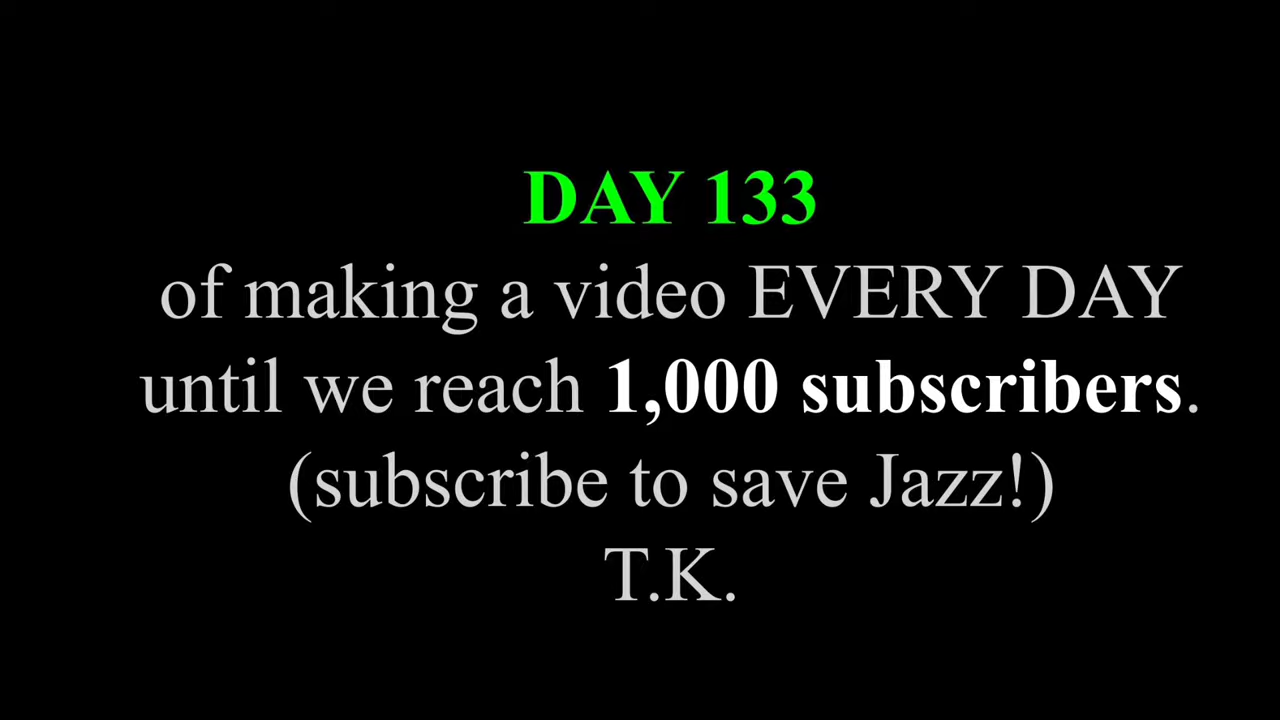 DAY 133
of making a video EVERY DAY
until we reach 1,000 subscribers.
(subscribe to save Jazz!)
T.K.